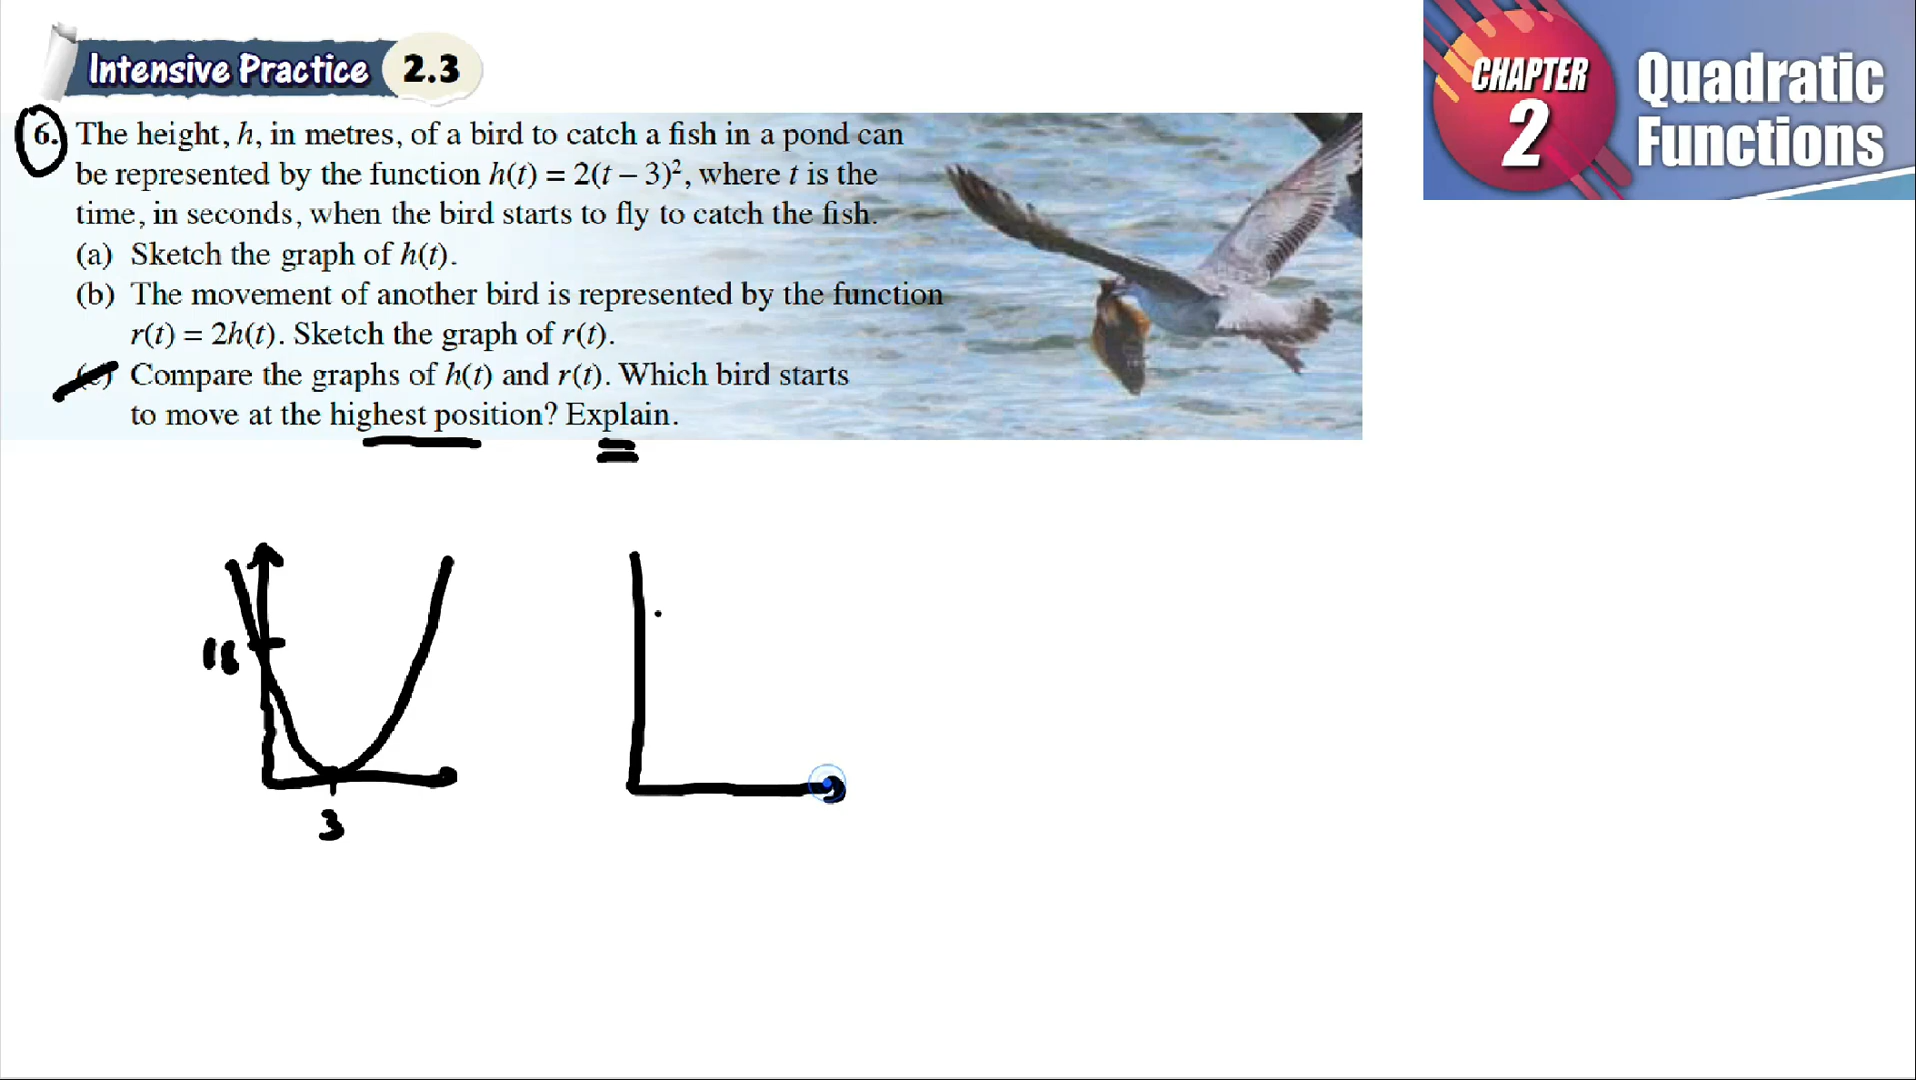 Intensive Practice 2.3
CHAPTER 2
Quadratic Functions
6. The height, h, in metres, of a bird to catch a fish in a pond can
be represented by the function h(t) = 2(t – 3)², where t is the
time, in seconds, when the bird starts to fly to catch the fish.
(a) Sketch the graph of h(t).
(b) The movement of another bird is represented by the function
r(t) = 2h(t). Sketch the graph of r(t).
(c) Compare the graphs of h(t) and r(t). Which bird starts
to move at the highest position? Explain.
18
3